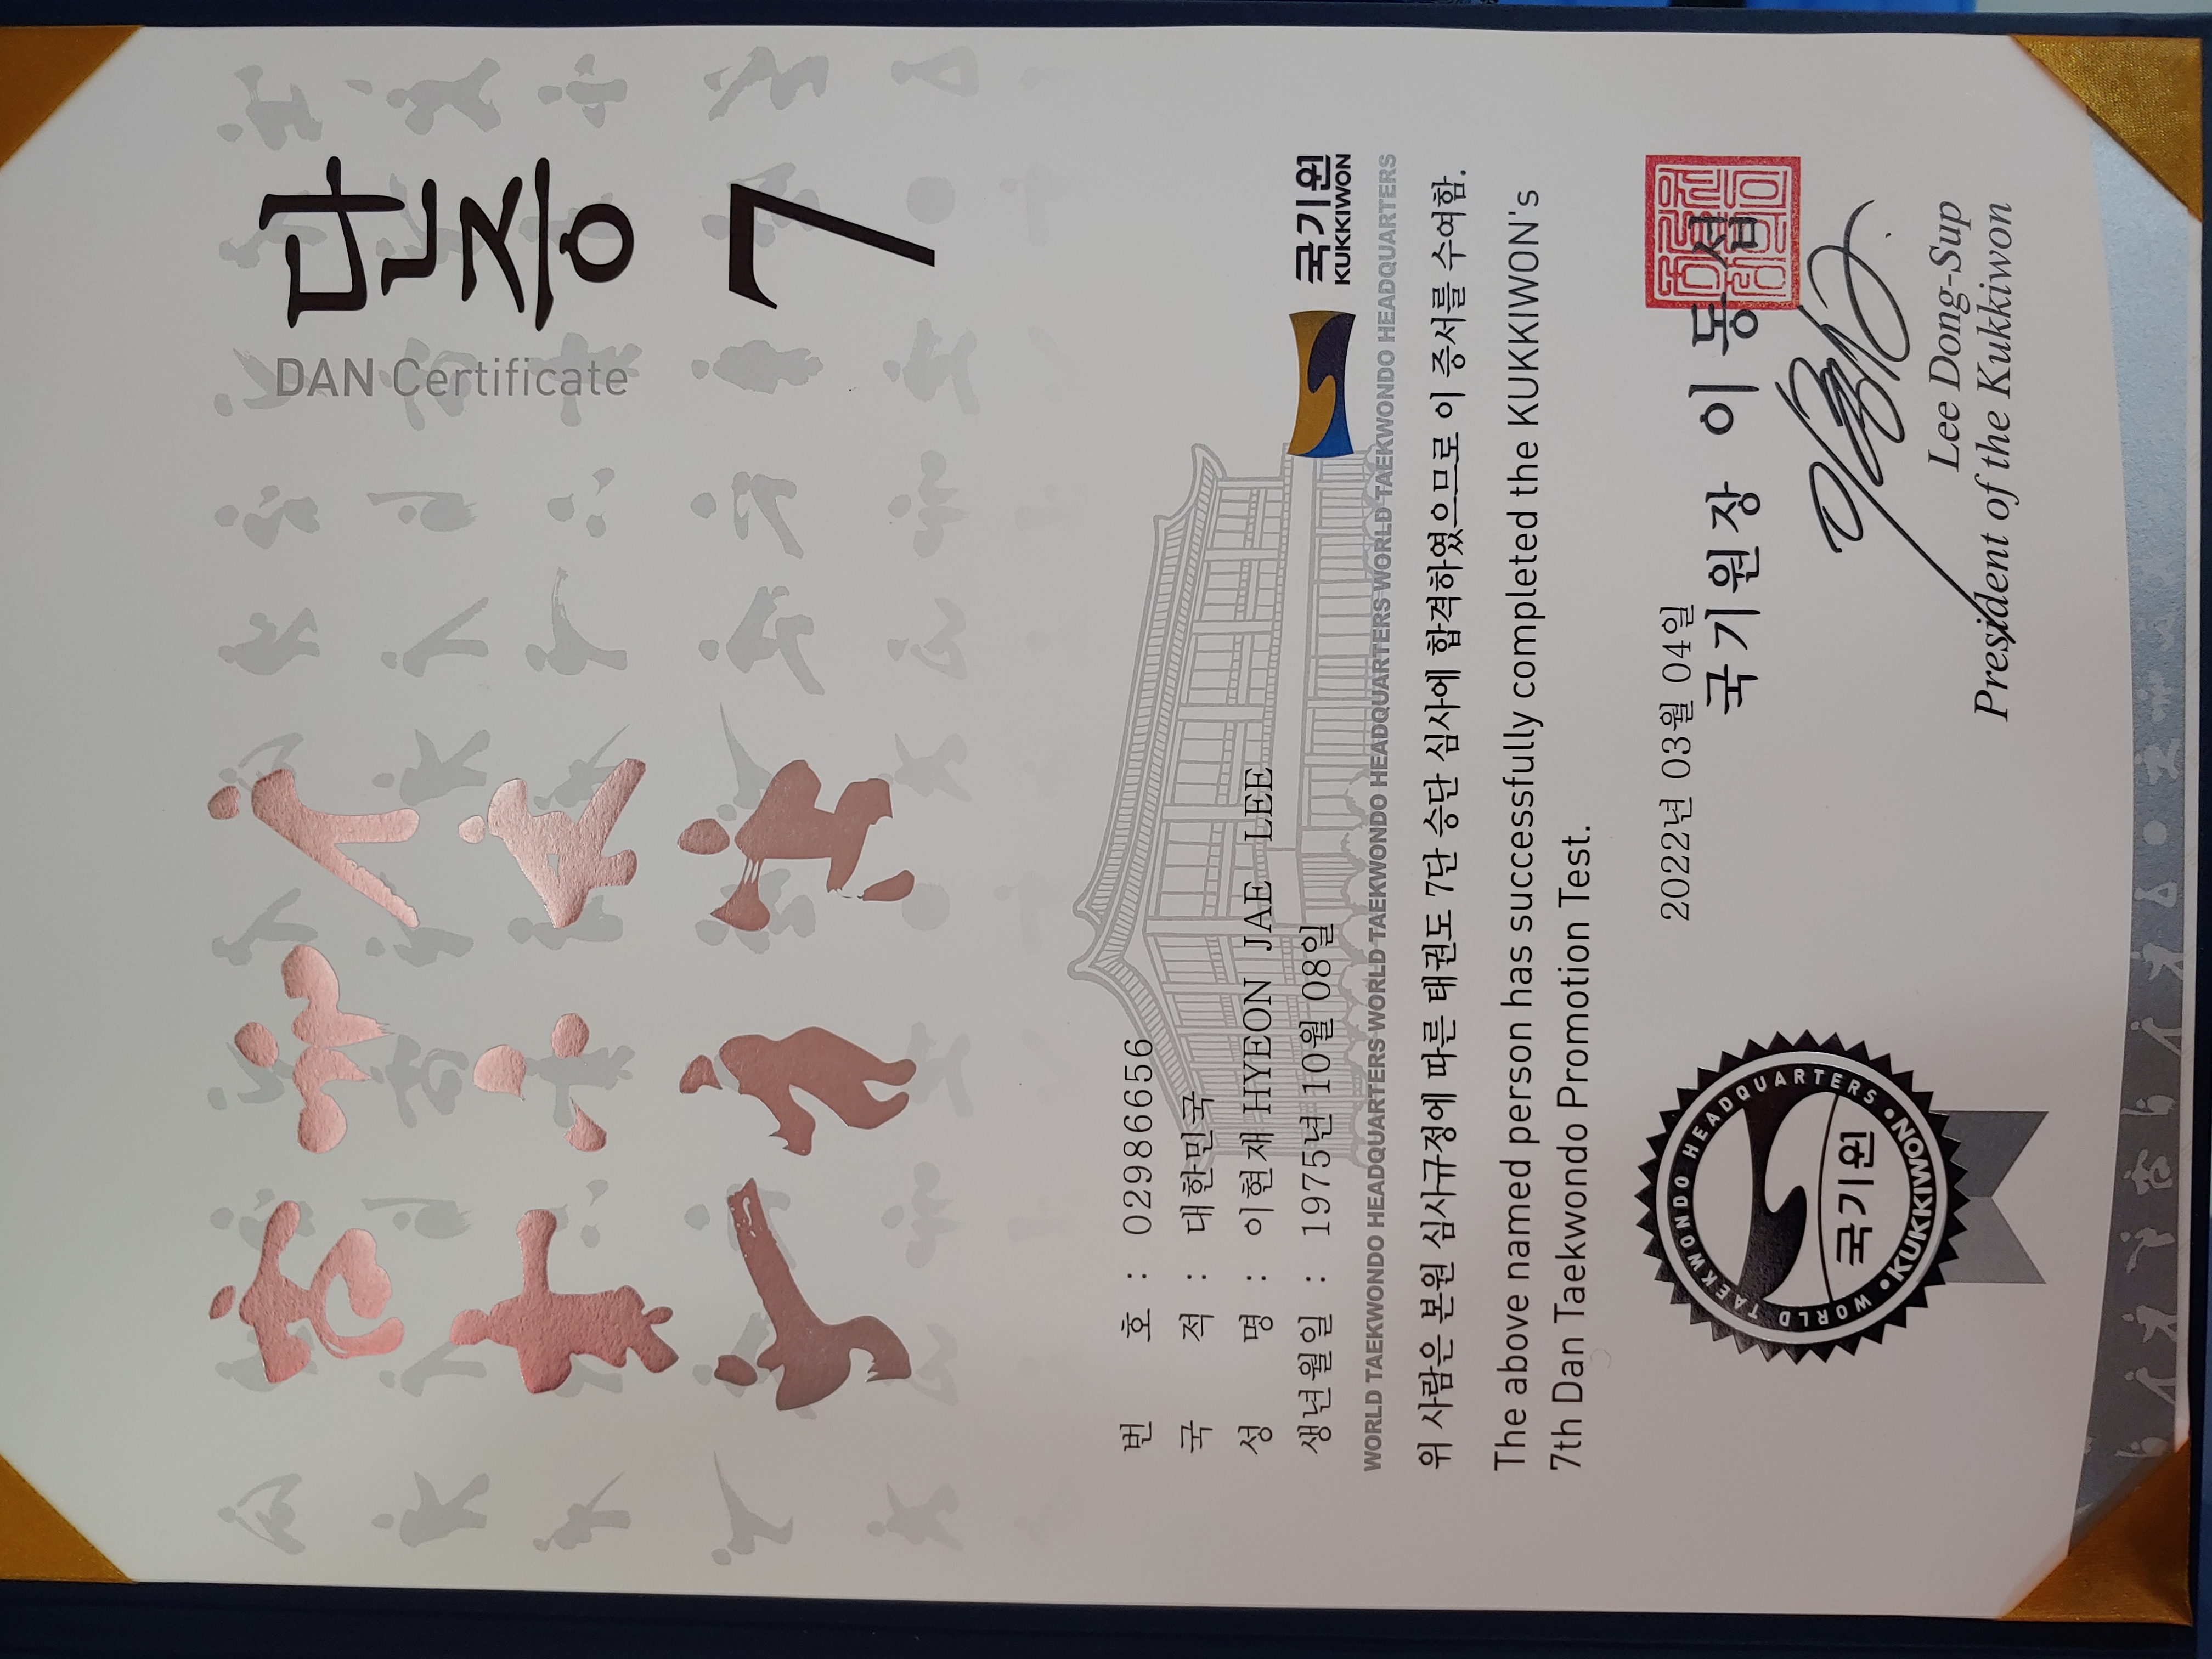 단증
DAN Certificate
7
번 호 : 02986656
국 적 : 대한민국
성 명 : 이현재 HYEON JAE LEE
생년월일 : 1975년 10월 08일
국기원
KUKKIWON
WORLD TAEKWONDO HEADQUARTERS WORLD TAEKWONDO HEADQUARTERS WORLD TAEKWONDO HEADQUARTERS WORLD TAEKWONDO HEADQUARTERS WORLD TAEKWONDO HEADQUARTERS
위 사람은 본원 심사규정에 따른 태권도 7단 승단 심사에 합격하였으므로 이 증서를 수여함.
The above named person has successfully completed the KUKKIWON's
7th Dan Taekwondo Promotion Test.
2022년 03월 04일
국기원장 이동섭
Lee Dong-Sup
President of the Kukkiwon
WORLD TAEKWONDO HEADQUARTERS
국기원
KUKKIWON